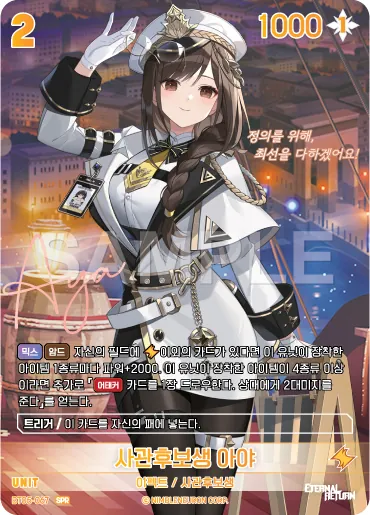 2
1000
정의를 위해,
최선을 다하겠어요!
Aya
SAMPLE
믹스 암드 자신의 필드에 이외의 카드가 있다면 이 유닛이 장착한
아이템 1종류마다 파워+2000. 이 유닛이 장착한 아이템이 4종류 이상
이라면 추가로 「어태커 카드를 1장 드로우한다. 상대에게 2대미지를
준다」를 얻는다.
트리거 / 이 카드를 자신의 패에 넣는다.
사관후보생 아야
UNIT
이펙트 / 사관후보생
SPR
© NIMBLENEURON CORP.
ETERNAL RETURN